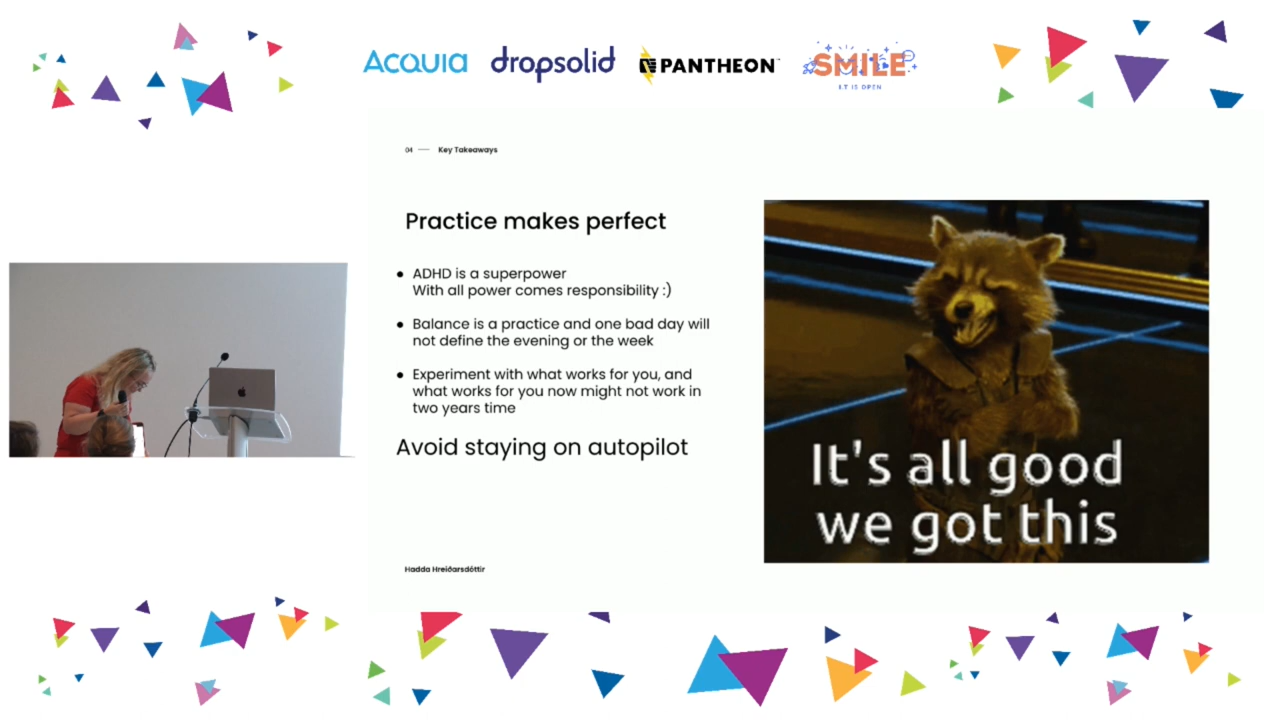 Acquia
dropsolid
PANTHEON
SMILE
I.T IS OPEN
04 — Key Takeaways
Practice makes perfect
● ADHD is a superpower
With all power comes responsibility :)
● Balance is a practice and one bad day will
not define the evening or the week
● Experiment with what works for you, and
what works for you now might not work in
two years time
Avoid staying on autopilot
It's all good
we got this
Hadda Hreiðarsdóttir